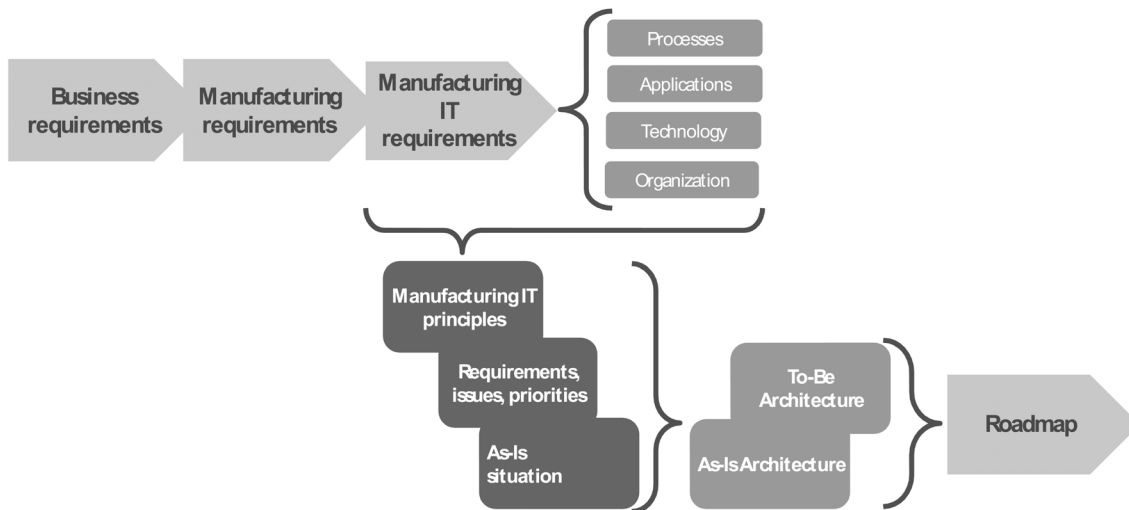 Business
requirements
Manufacturing
requirements
Manufacturing
IT
requirements
Processes
Applications
Technology
Organization
Manufacturing IT
principles
Requirements,
issues, priorities
As-Is
situation
To-Be
Architecture
As-Is Architecture
Roadmap